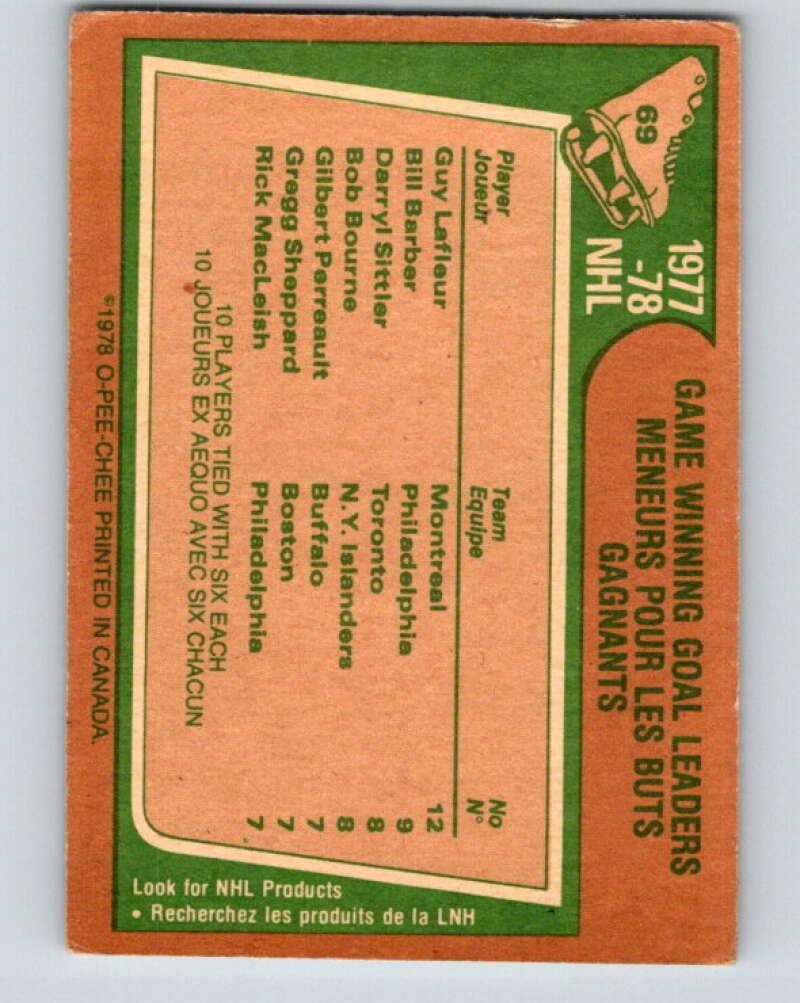 69
1977
-78
NHL
GAME WINNING GOAL LEADERS
MENEURS POUR LES BUTS
GAGNANTS
Player Team No
Joueur Equipe N°
Guy Lafleur Montreal 12
Bill Barber Philadelphia 9
Darryl Sittler Toronto 8
Bob Bourne N.Y. Islanders 8
Gilbert Perreault Buffalo 7
Gregg Sheppard Boston 7
Rick MacLeish Philadelphia 7
10 PLAYERS TIED WITH SIX EACH
10 JOUEURS EX AEQUO AVEC SIX CHACUN
©1978 O-PEE-CHEE PRINTED IN CANADA.
Look for NHL Products
• Recherchez les produits de la LNH